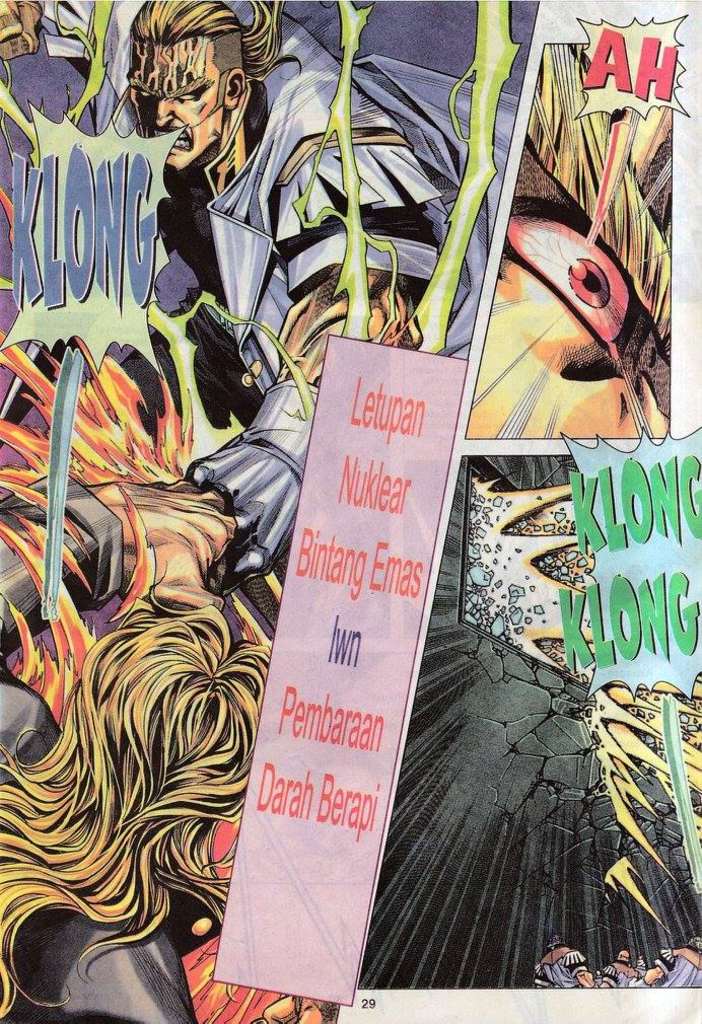 KLONG
AH
Letupan
Nuklear
Bintang Emas
lwn
Pembaraan
Darah Berapi
KLONG
KLONG
29